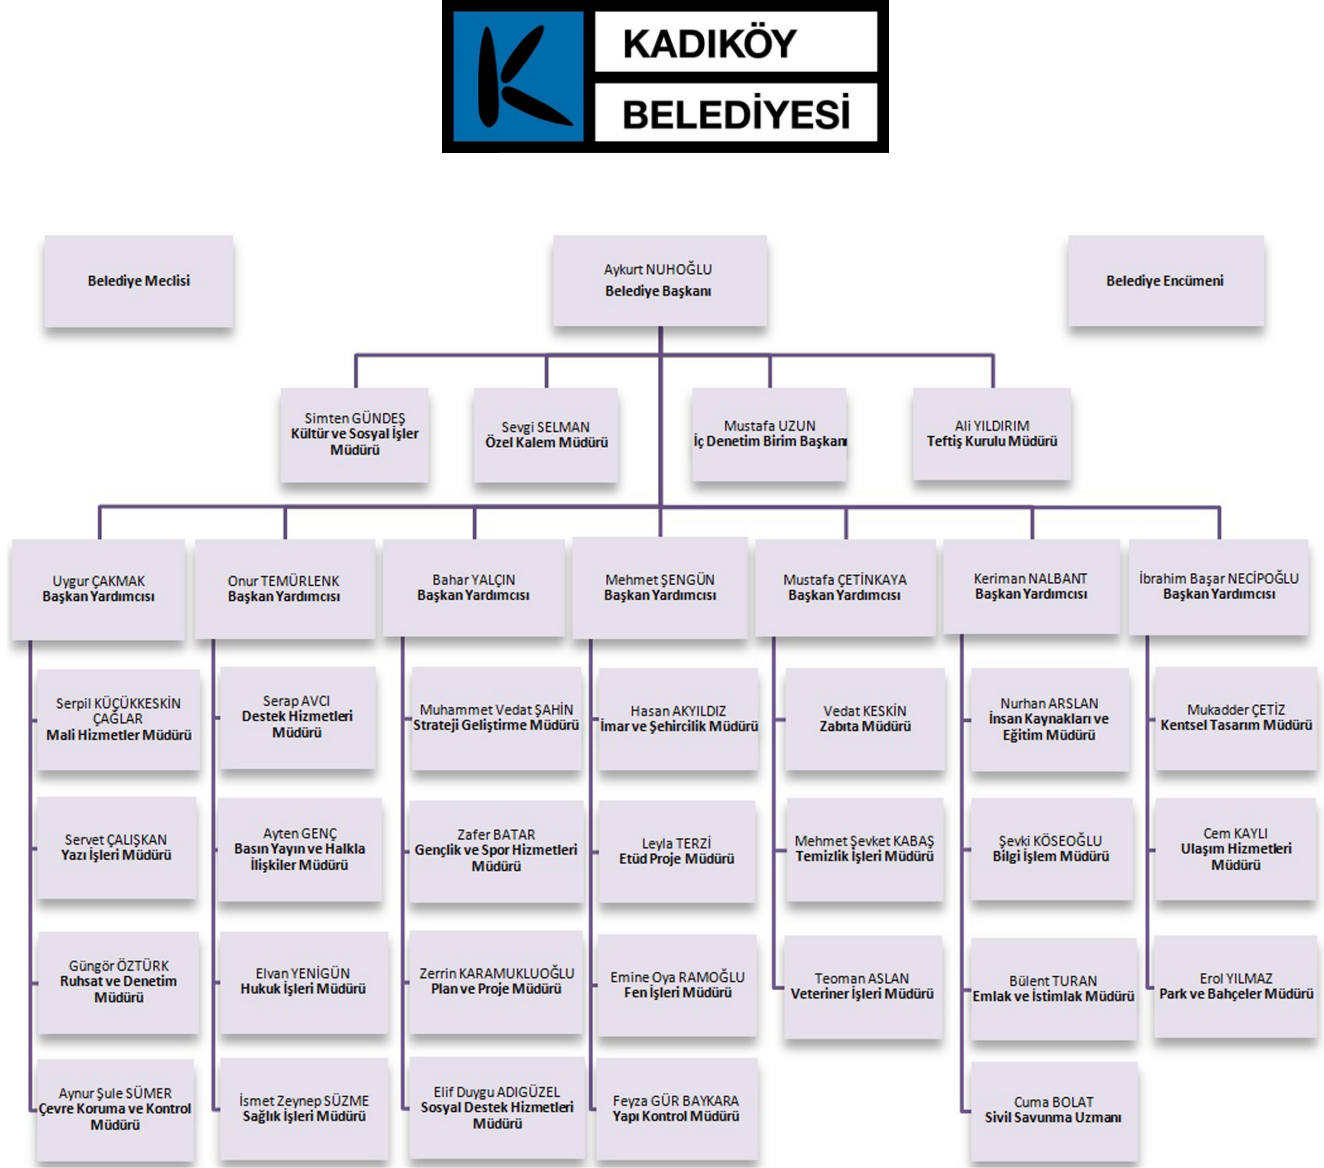 KADIKÖY
BELEDİYESİ
Belediye Meclisi
Aykurt NUHOĞLU
Belediye Başkanı
Belediye Encümeni
Simten GÜNDEŞ
Kültür ve Sosyal İşler
Müdürü
Sevgi SELMAN
Özel Kalem Müdürü
Mustafa UZUN
İç Denetim Birim Başkanı
Ali YILDIRIM
Teftiş Kurulu Müdürü
Uygur ÇAKMAK
Başkan Yardımcısı
Onur TEMÜRLENK
Başkan Yardımcısı
Bahar YALÇIN
Başkan Yardımcısı
Mehmet ŞENGÜN
Başkan Yardımcısı
Mustafa ÇETİNKAYA
Başkan Yardımcısı
Keriman NALBANT
Başkan Yardımcısı
İbrahim Başar NECİPOĞLU
Başkan Yardımcısı
Serpil KÜÇÜKKESKİN
ÇAĞLAR
Mali Hizmetler Müdürü
Serap AVCI
Destek Hizmetleri
Müdürü
Muhammet Vedat ŞAHİN
Strateji Geliştirme Müdürü
Hasan AKYILDIZ
İmar ve Şehircilik Müdürü
Vedat KESKİN
Zabıta Müdürü
Nurhan ARSLAN
İnsan Kaynakları ve
Eğitim Müdürü
Mukadder ÇETİZ
Kentsel Tasarım Müdürü
Servet ÇALIŞKAN
Yazı İşleri Müdürü
Ayten GENÇ
Basın Yayın ve Halkla
İlişkiler Müdürü
Zafer BATAR
Gençlik ve Spor Hizmetleri
Müdürü
Leyla TERZİ
Etüd Proje Müdürü
Mehmet Şevket KABAŞ
Temizlik İşleri Müdürü
Şevki KÖSEOĞLU
Bilgi İşlem Müdürü
Cem KAYLI
Ulaşım Hizmetleri
Müdürü
Güngör ÖZTÜRK
Ruhsat ve Denetim
Müdürü
Elvan YENİGÜN
Hukuk İşleri Müdürü
Zerrin KARAMUKLUOĞLU
Plan ve Proje Müdürü
Emine Oya RAMOĞLU
Fen İşleri Müdürü
Teoman ASLAN
Veteriner İşleri Müdürü
Bülent TURAN
Emlak ve İstimlak Müdürü
Erol YILMAZ
Park ve Bahçeler Müdürü
Aynur Şule SÜMER
Çevre Koruma ve Kontrol
Müdürü
İsmet Zeynep SÜZME
Sağlık İşleri Müdürü
Elif Duygu ADIGÜZEL
Sosyal Destek Hizmetleri
Müdürü
Feyza GÜR BAYKARA
Yapı Kontrol Müdürü
Cuma BOLAT
Sivil Savunma Uzmanı